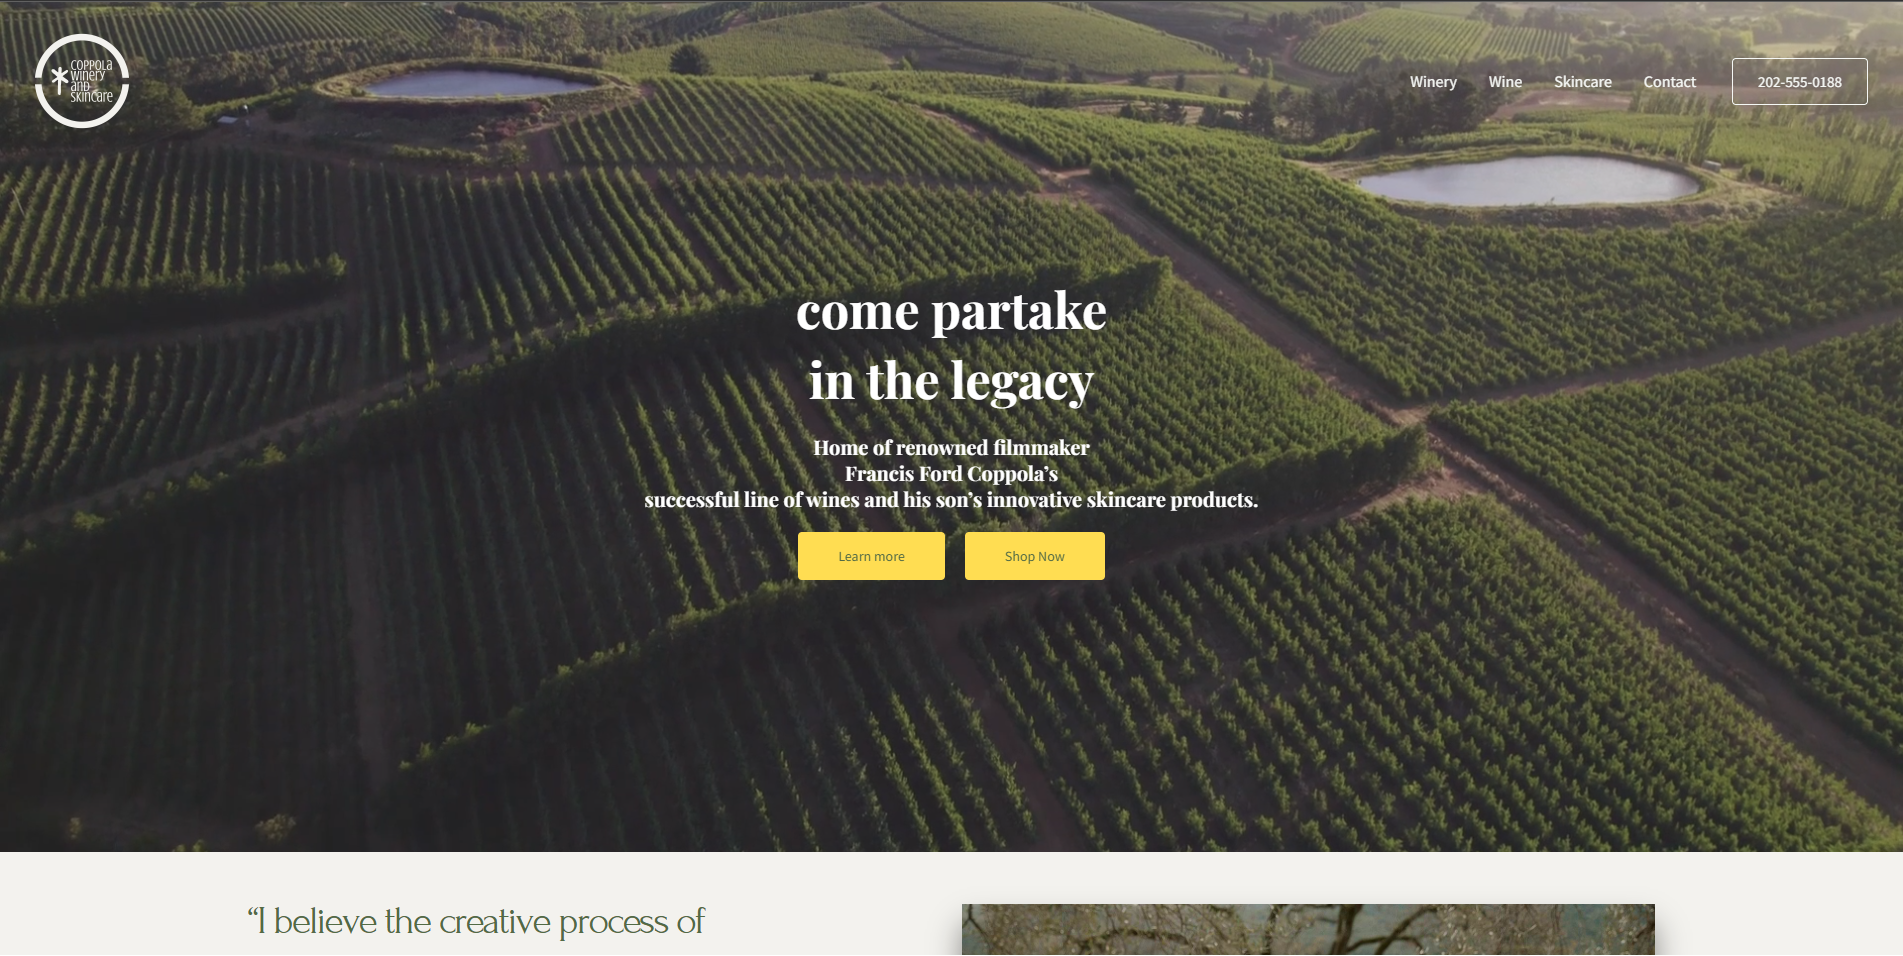 COPPOLA
winery
and
skincare
Winery
Wine
Skincare
Contact
202-555-0188
come partake
in the legacy
Home of renowned filmmaker
Francis Ford Coppola’s
successful line of wines and his son’s innovative skincare products.
Learn more
Shop Now
“I believe the creative process of